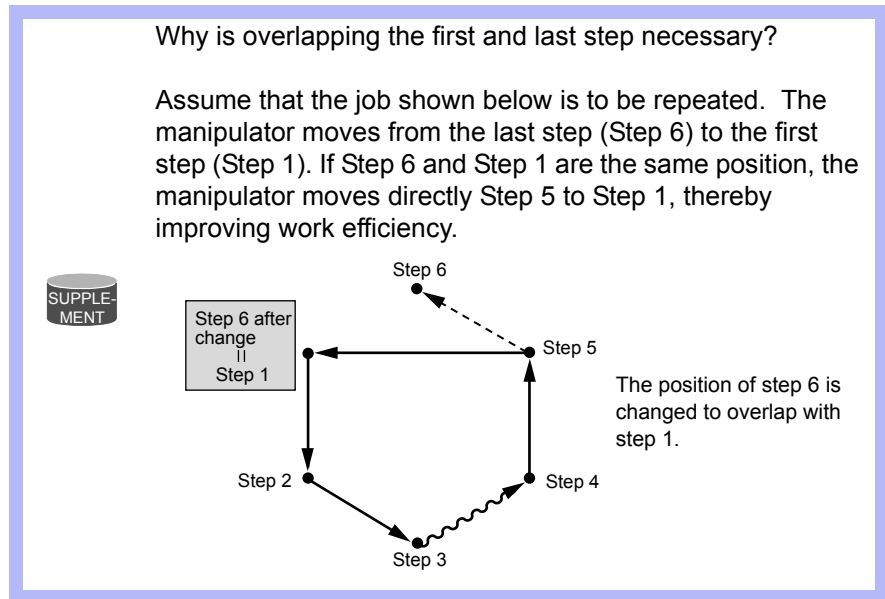 Why is overlapping the first and last step necessary?
Assume that the job shown below is to be repeated.  The
manipulator moves from the last step (Step 6) to the first
step (Step 1). If Step 6 and Step 1 are the same position, the
manipulator moves directly Step 5 to Step 1, thereby
improving work efficiency.
SUPPLE-
MENT
Step 6
Step 6 after
change
=
Step 1
Step 5
The position of step 6 is
changed to overlap with
step 1.
Step 2
Step 4
Step 3